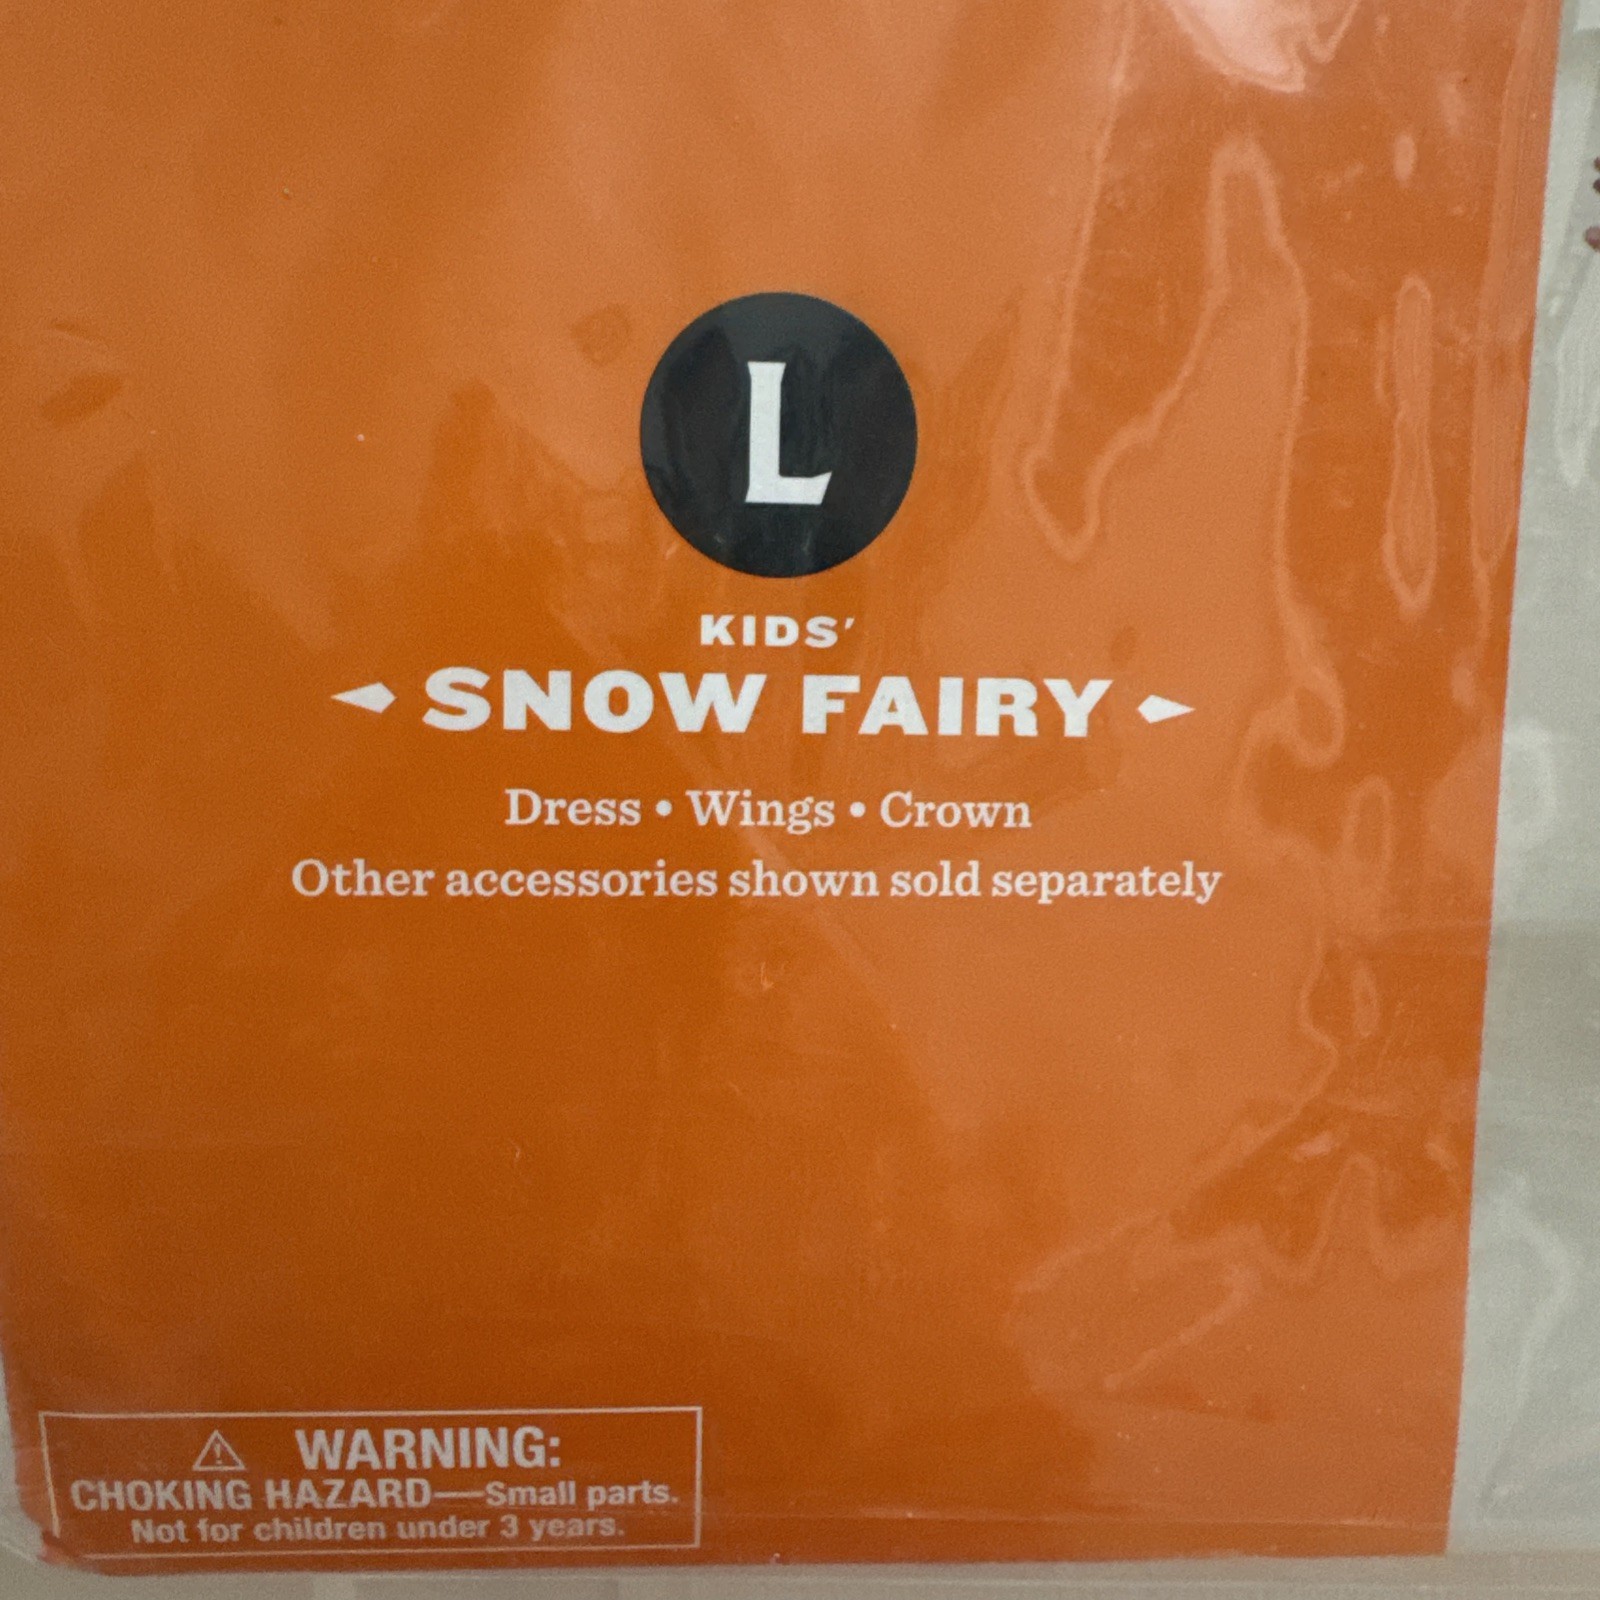 L
KIDS'
SNOW FAIRY
Dress • Wings • Crown
Other accessories shown sold separately
WARNING:
CHOKING HAZARD—Small parts.
Not for children under 3 years.